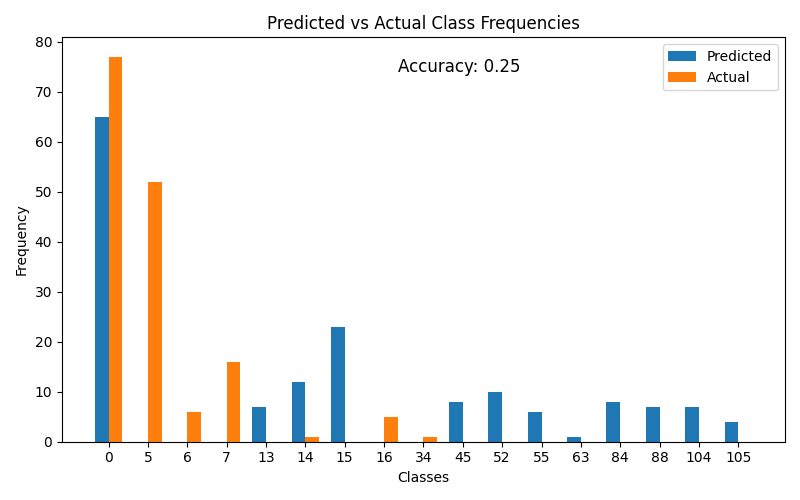 Predicted vs Actual Class Frequencies
Accuracy: 0.25
Predicted
Actual
Frequency
80
70
60
50
40
30
20
10
0
0 5 6 7 13 14 15 16 34 45 52 55 63 84 88 104 105
Classes